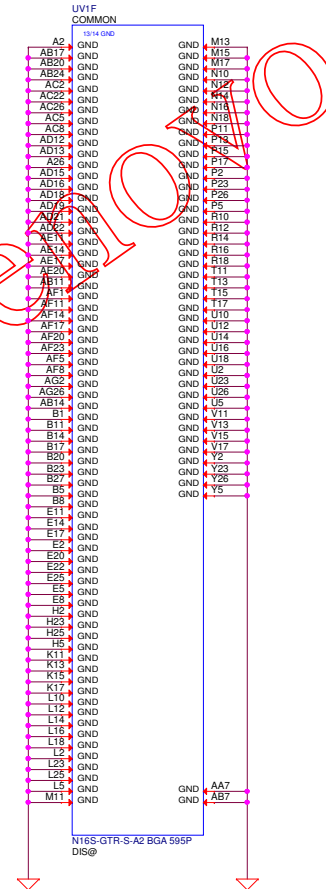 UV1F
COMMON
13/14 GND
A2 GND GND M13
AB17 GND GND M15
AB20 GND GND M17
AB24 GND GND N10
AC2 GND GND N12
AC22 GND GND N14
AC26 GND GND N16
AC5 GND GND N18
AC8 GND GND P11
AD12 GND GND P13
AD13 GND GND P15
A26 GND GND P17
AD15 GND GND P2
AD16 GND GND P23
AD18 GND GND P26
AD19 GND GND P5
AD21 GND GND R10
AD22 GND GND R12
AE11 GND GND R14
AE14 GND GND R16
AE17 GND GND R18
AE20 GND GND T11
AB11 GND GND T13
AF1 GND GND T15
AF11 GND GND T17
AF14 GND GND U10
AF17 GND GND U12
AF20 GND GND U14
AF23 GND GND U16
AF5 GND GND U18
AF8 GND GND U2
AG2 GND GND U23
AG26 GND GND U26
AB14 GND GND U5
B1 GND GND V11
B11 GND GND V13
B14 GND GND V15
B17 GND GND V17
B20 GND GND Y2
B23 GND GND Y23
B27 GND GND Y26
B5 GND GND Y5
B8 GND
E11 GND
E14 GND
E17 GND
E2 GND
E20 GND
E22 GND
E25 GND
E5 GND
E8 GND
H2 GND
H23 GND
H25 GND
H5 GND
K11 GND
K13 GND
K15 GND
K17 GND
L10 GND
L12 GND
L14 GND
L16 GND
L18 GND
L2 GND
L23 GND
L25 GND
L5 GND GND AA7
M11 GND GND AB7
N16S-GTR-S-A2 BGA 595P
DIS@